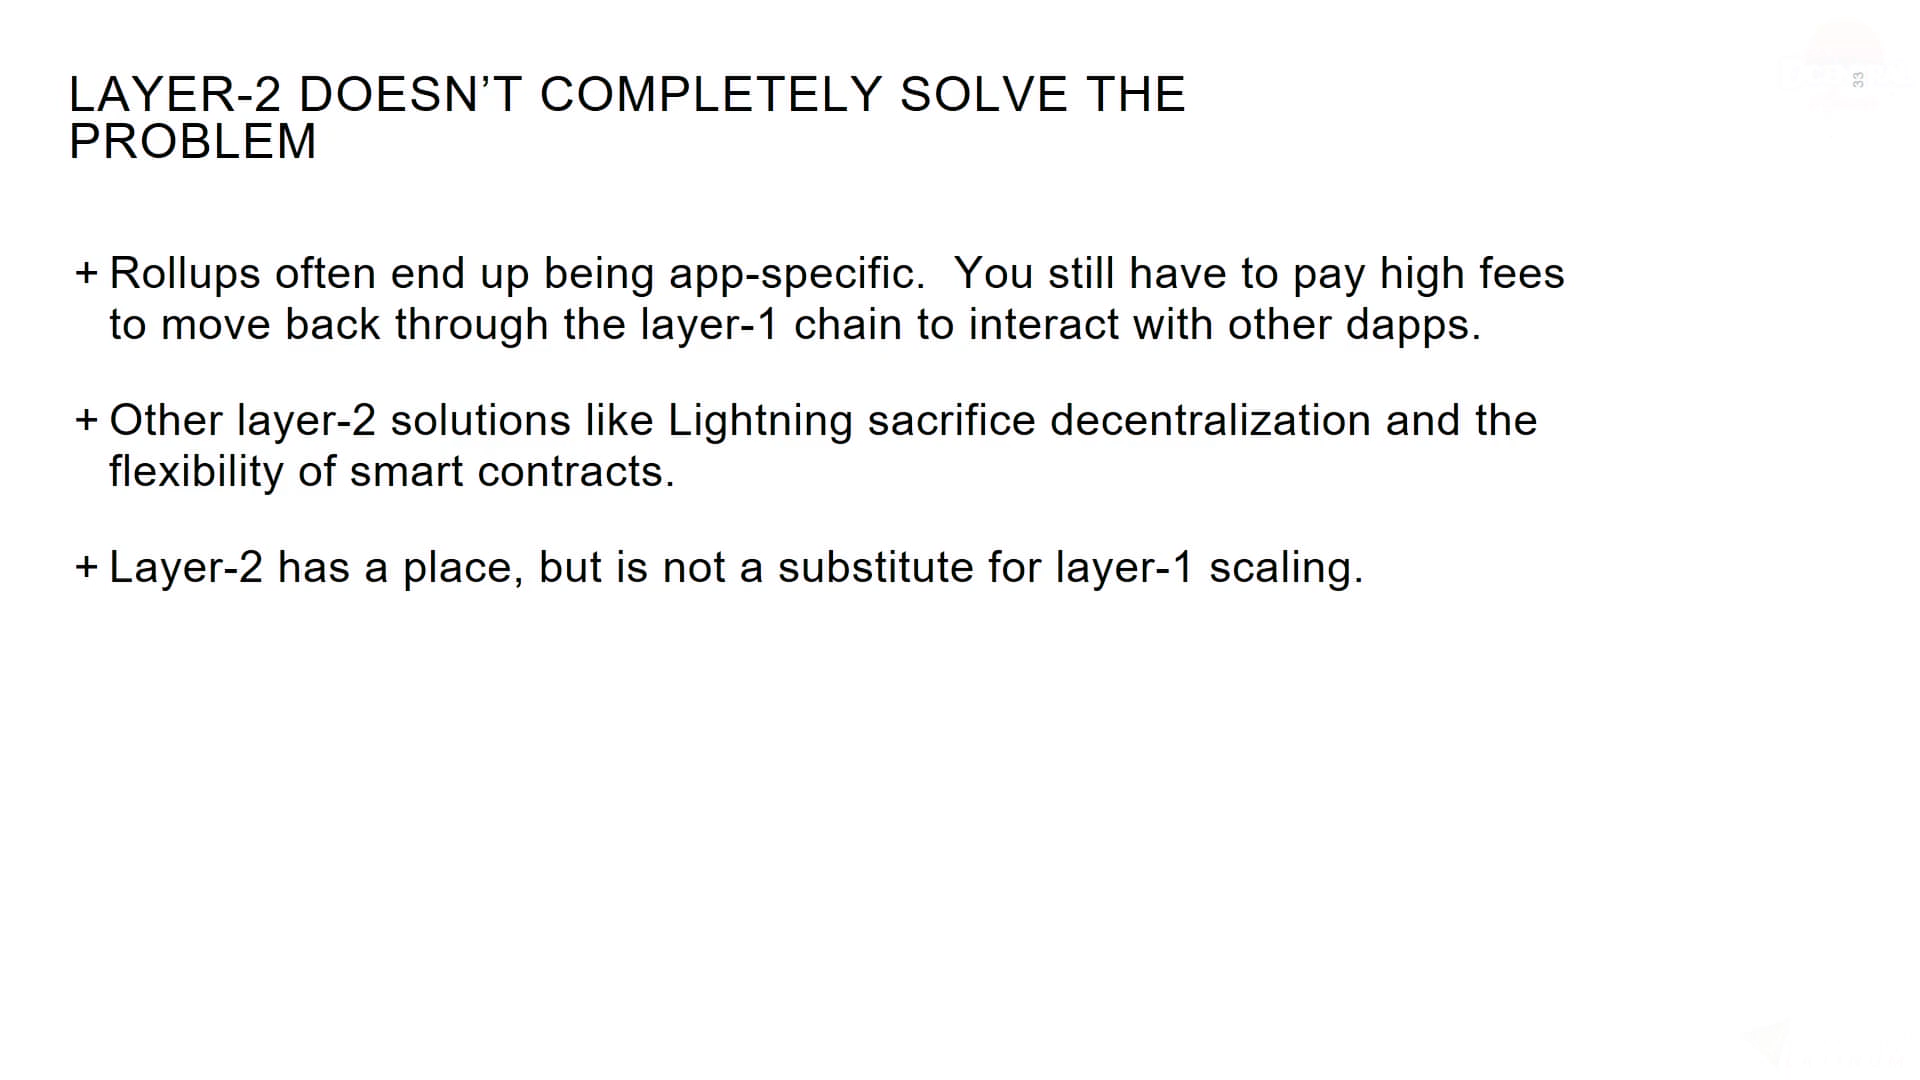 LAYER-2 DOESN’T COMPLETELY SOLVE THE
PROBLEM
33
+ Rollups often end up being app-specific.  You still have to pay high fees
to move back through the layer-1 chain to interact with other dapps.
+ Other layer-2 solutions like Lightning sacrifice decentralization and the
flexibility of smart contracts.
+ Layer-2 has a place, but is not a substitute for layer-1 scaling.